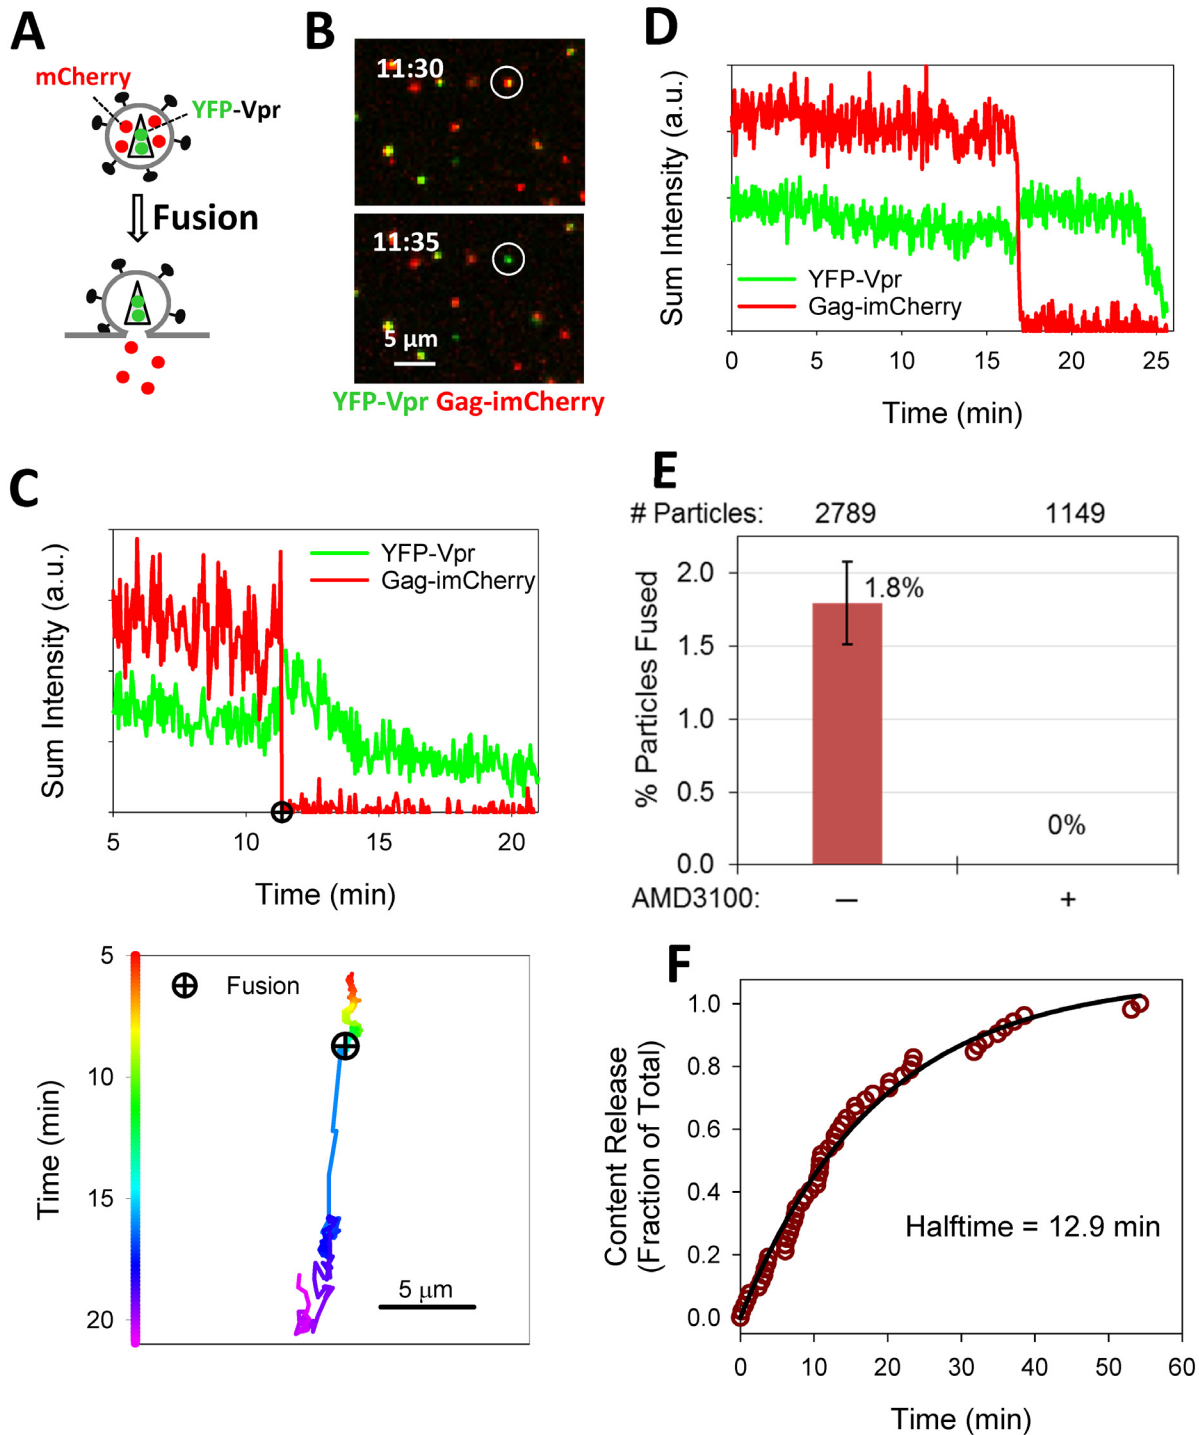 A
mCherry
YFP-Vpr
Fusion
B
11:30
11:35
5 μm
YFP-Vpr Gag-imCherry
D
Sum Intensity (a.u.)
YFP-Vpr
Gag-imCherry
0 5 10 15 20 25
Time (min)
C
Sum Intensity (a.u.)
YFP-Vpr
Gag-imCherry
5 10 15 20
Time (min)
Time (min)
5
10
15
20
Fusion
5 μm
E
# Particles: 2789 1149
% Particles Fused
2.0
1.5
1.0
0.5
0.0
1.8%
0%
AMD3100: – +
F
Content Release
(Fraction of Total)
1.0
0.8
0.6
0.4
0.2
0.0
Halftime = 12.9 min
0 10 20 30 40 50 60
Time (min)